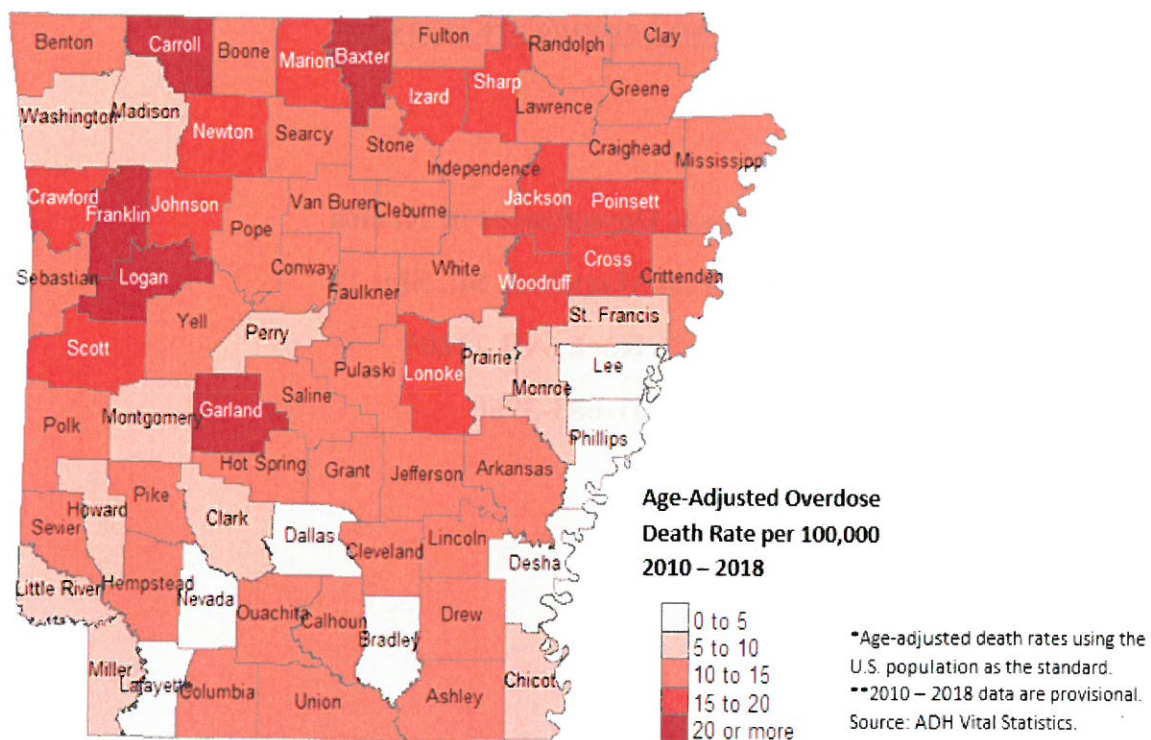 Benton
Carroll
Boone
Marion
Baxter
Fulton
Randolph
Clay
Sharp
Izard
Greene
Washington
Madison
Newton
Searcy
Stone
Lawrence
Independence
Craighead
Mississippi
Crawford
Franklin
Johnson
Van Buren
Cleburne
Jackson
Poinsett
Pope
Sebastian
Logan
Conway
Faulkner
White
Woodruff
Cross
Crittenden
Yell
Perry
St. Francis
Scott
Pulaski
Lonoke
Prairie
Monroe
Lee
Saline
Polk
Montgomery
Garland
Phillips
Hot Spring
Grant
Jefferson
Arkansas
Howard
Pike
Clark
Sevier
Dallas
Cleveland
Lincoln
Desha
Little River
Hempstead
Nevada
Ouachita
Calhoun
Bradley
Drew
Miller
Lafayette
Columbia
Union
Ashley
Chicot
Age-Adjusted Overdose
Death Rate per 100,000
2010 – 2018
0 to 5
5 to 10
10 to 15
15 to 20
20 or more
*Age-adjusted death rates using the
U.S. population as the standard.
**2010 – 2018 data are provisional.
Source: ADH Vital Statistics.